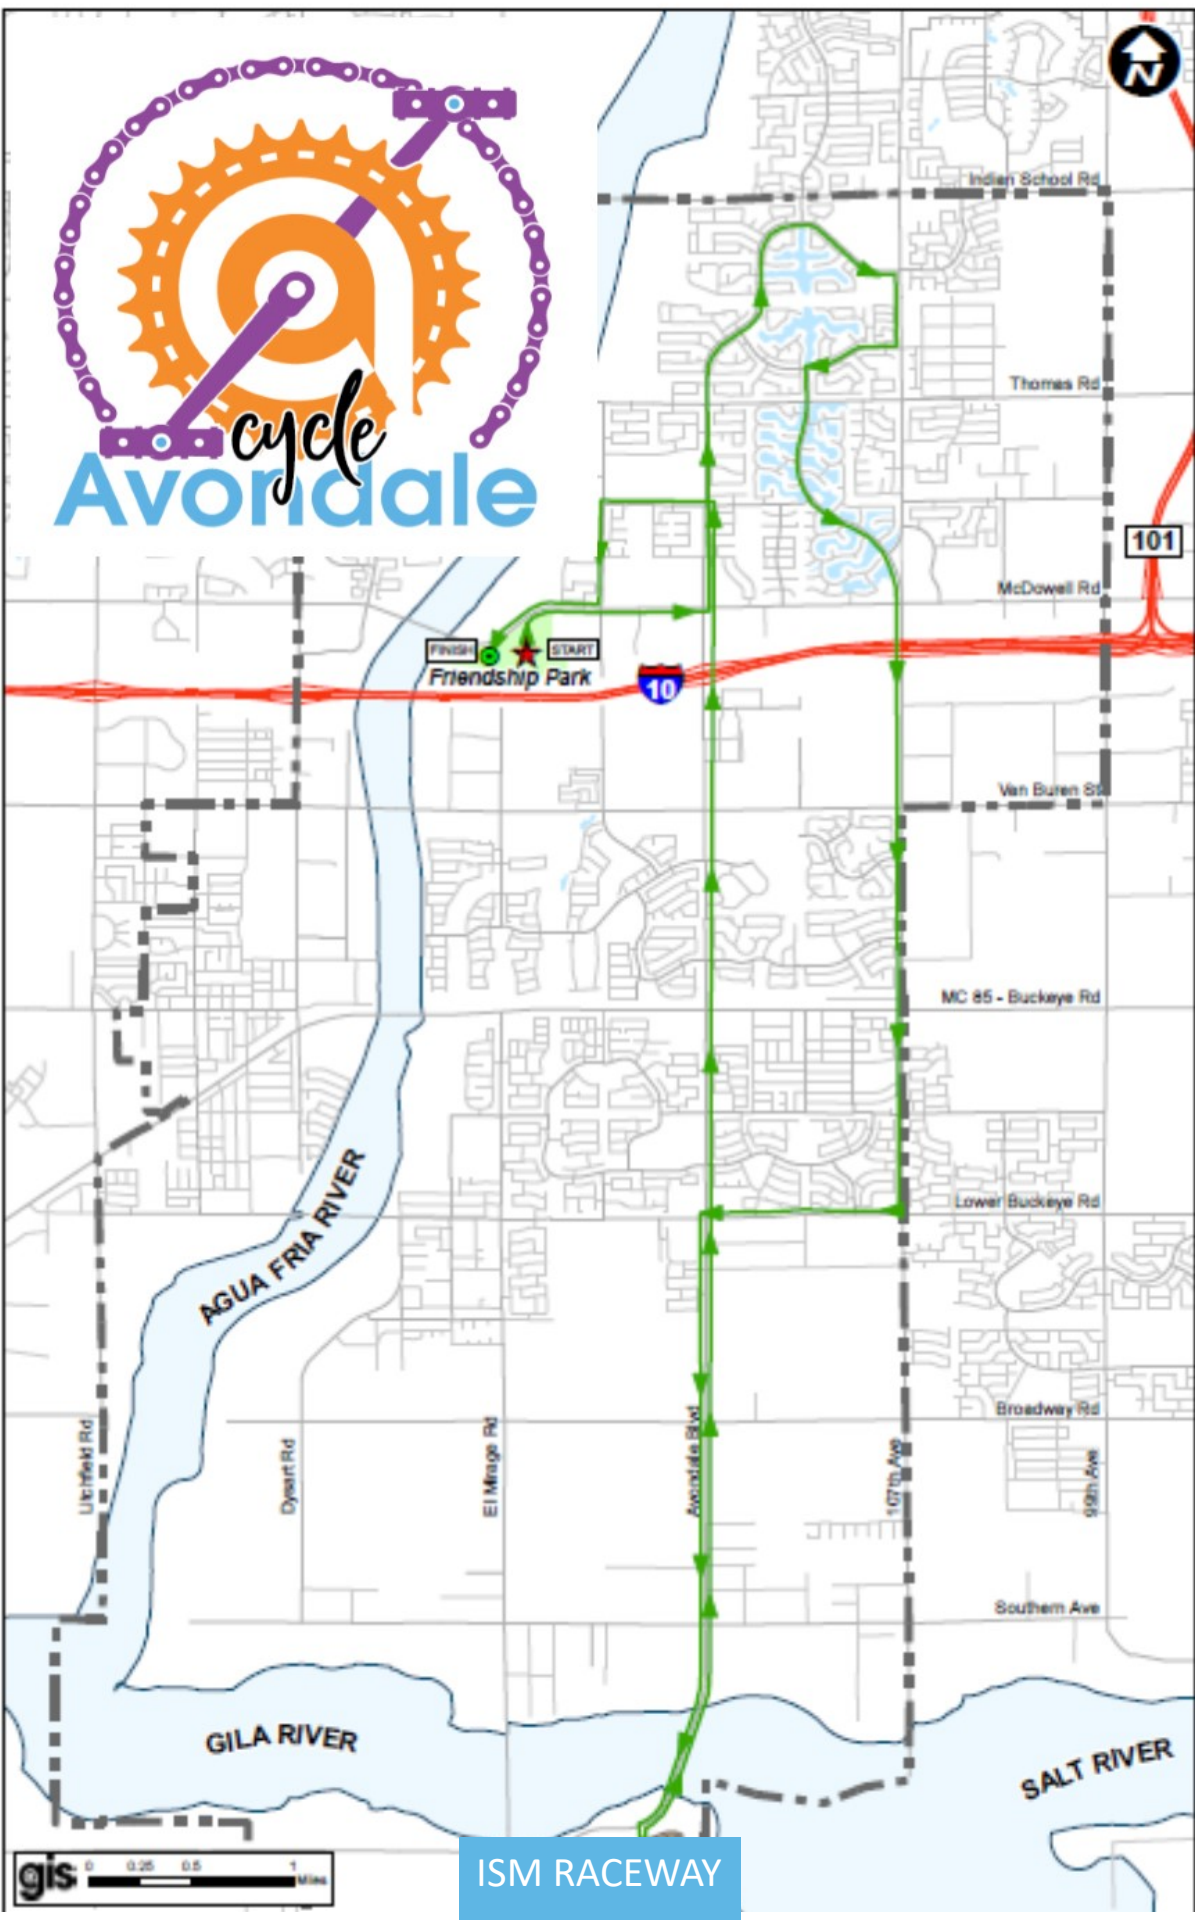 N
Indian School Rd
cycle
Avondale
Thomas Rd
101
McDowell Rd
FINISH
START
Friendship Park
10
Van Buren St
MC 85 - Buckeye Rd
Lower Buckeye Rd
AGUA FRIA RIVER
Broadway Rd
Litchfield Rd
Dysart Rd
El Mirage Rd
Avondale Blvd
107th Ave
99th Ave
Southern Ave
GILA RIVER
SALT RIVER
gis
0 0.25 0.5 1
Miles
ISM RACEWAY